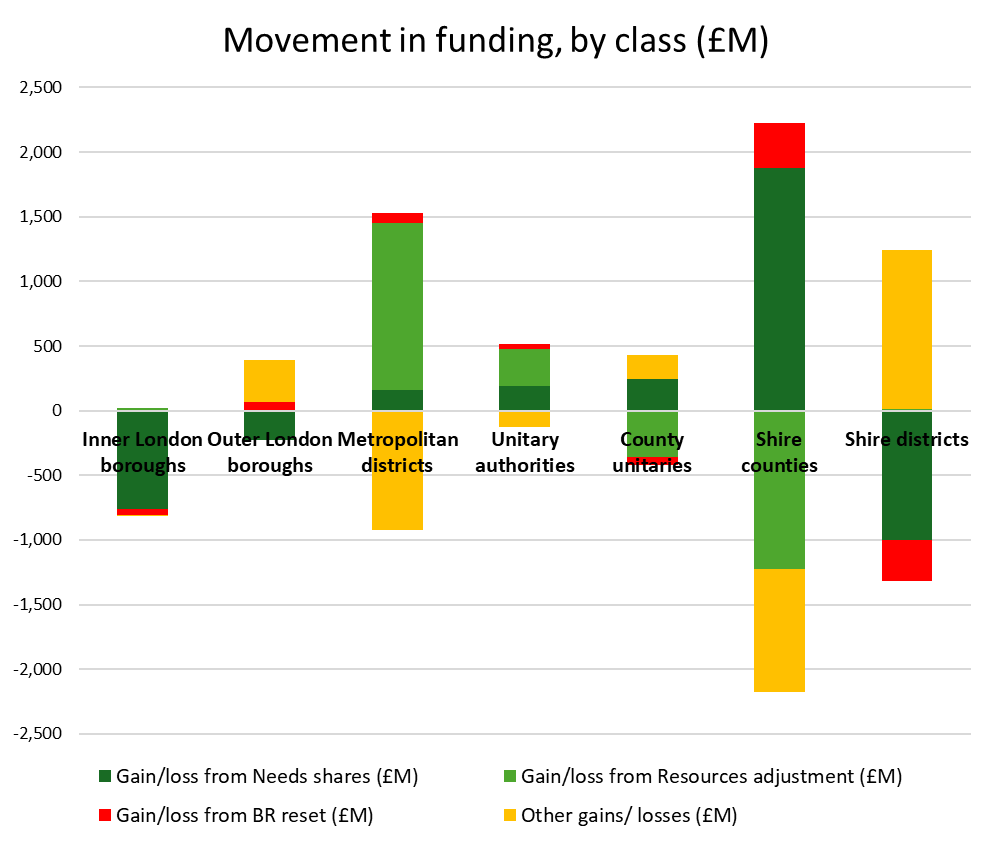 Movement in funding, by class (£M)
2,500
2,000
1,500
1,000
500
0
-500
-1,000
-1,500
-2,000
-2,500
Inner London
boroughs
Outer London
boroughs
Metropolitan
districts
Unitary
authorities
County
unitaries
Shire
counties
Shire districts
Gain/loss from Needs shares (£M)
Gain/loss from Resources adjustment (£M)
Gain/loss from BR reset (£M)
Other gains/ losses (£M)